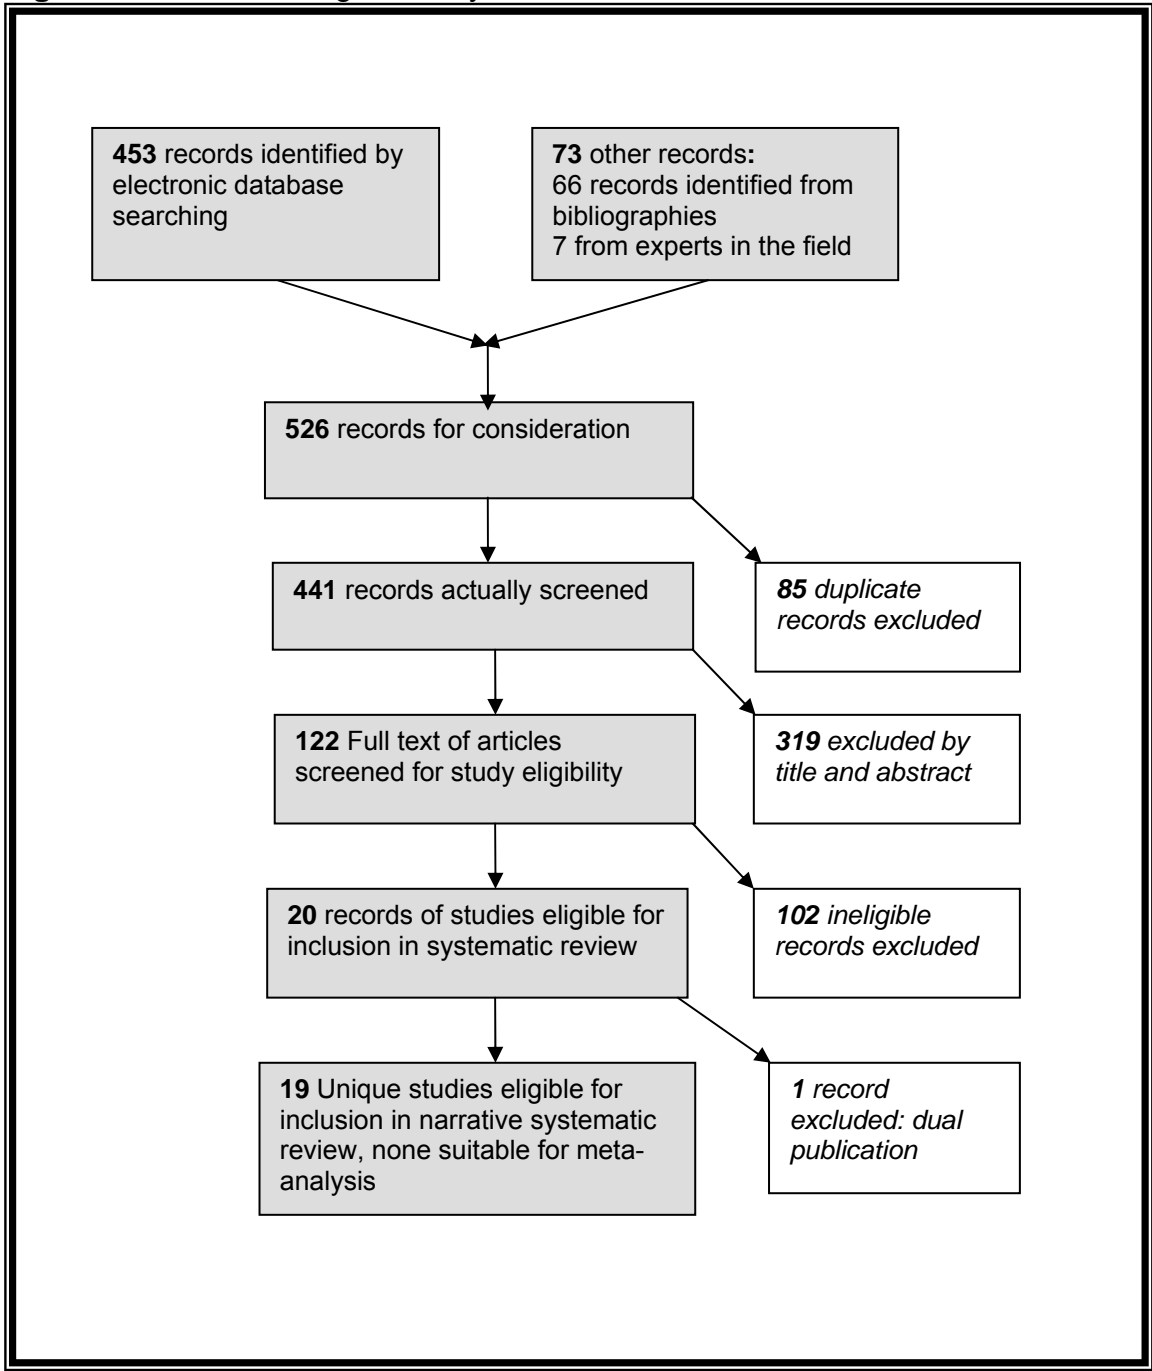 453 records identified by
electronic database
searching
73 other records:
66 records identified from
bibliographies
7 from experts in the field
526 records for consideration
441 records actually screened
85 duplicate
records excluded
122 Full text of articles
screened for study eligibility
319 excluded by
title and abstract
20 records of studies eligible for
inclusion in systematic review
102 ineligible
records excluded
19 Unique studies eligible for
inclusion in narrative systematic
review, none suitable for meta-
analysis
1 record
excluded: dual
publication